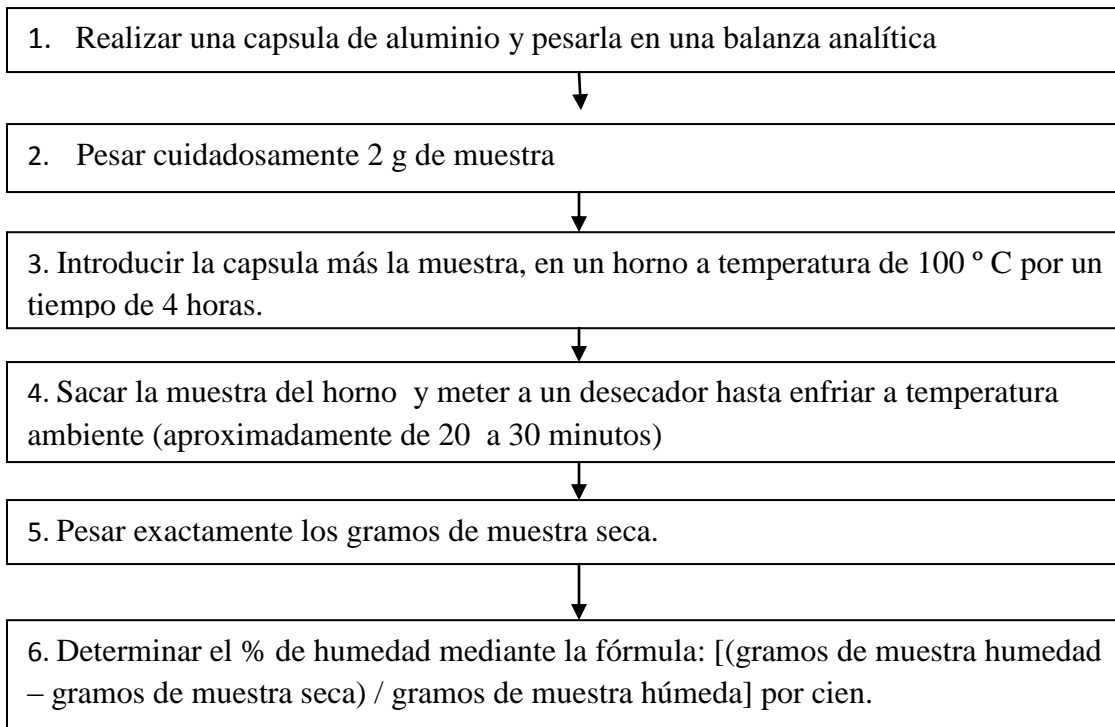 1. Realizar una capsula de aluminio y pesarla en una balanza analítica
2. Pesar cuidadosamente 2 g de muestra
3. Introducir la capsula más la muestra, en un horno a temperatura de 100 º C por un
tiempo de 4 horas.
4. Sacar la muestra del horno y meter a un desecador hasta enfriar a temperatura
ambiente (aproximadamente de 20 a 30 minutos)
5. Pesar exactamente los gramos de muestra seca.
6. Determinar el % de humedad mediante la fórmula: [(gramos de muestra humedad
– gramos de muestra seca) / gramos de muestra húmeda] por cien.